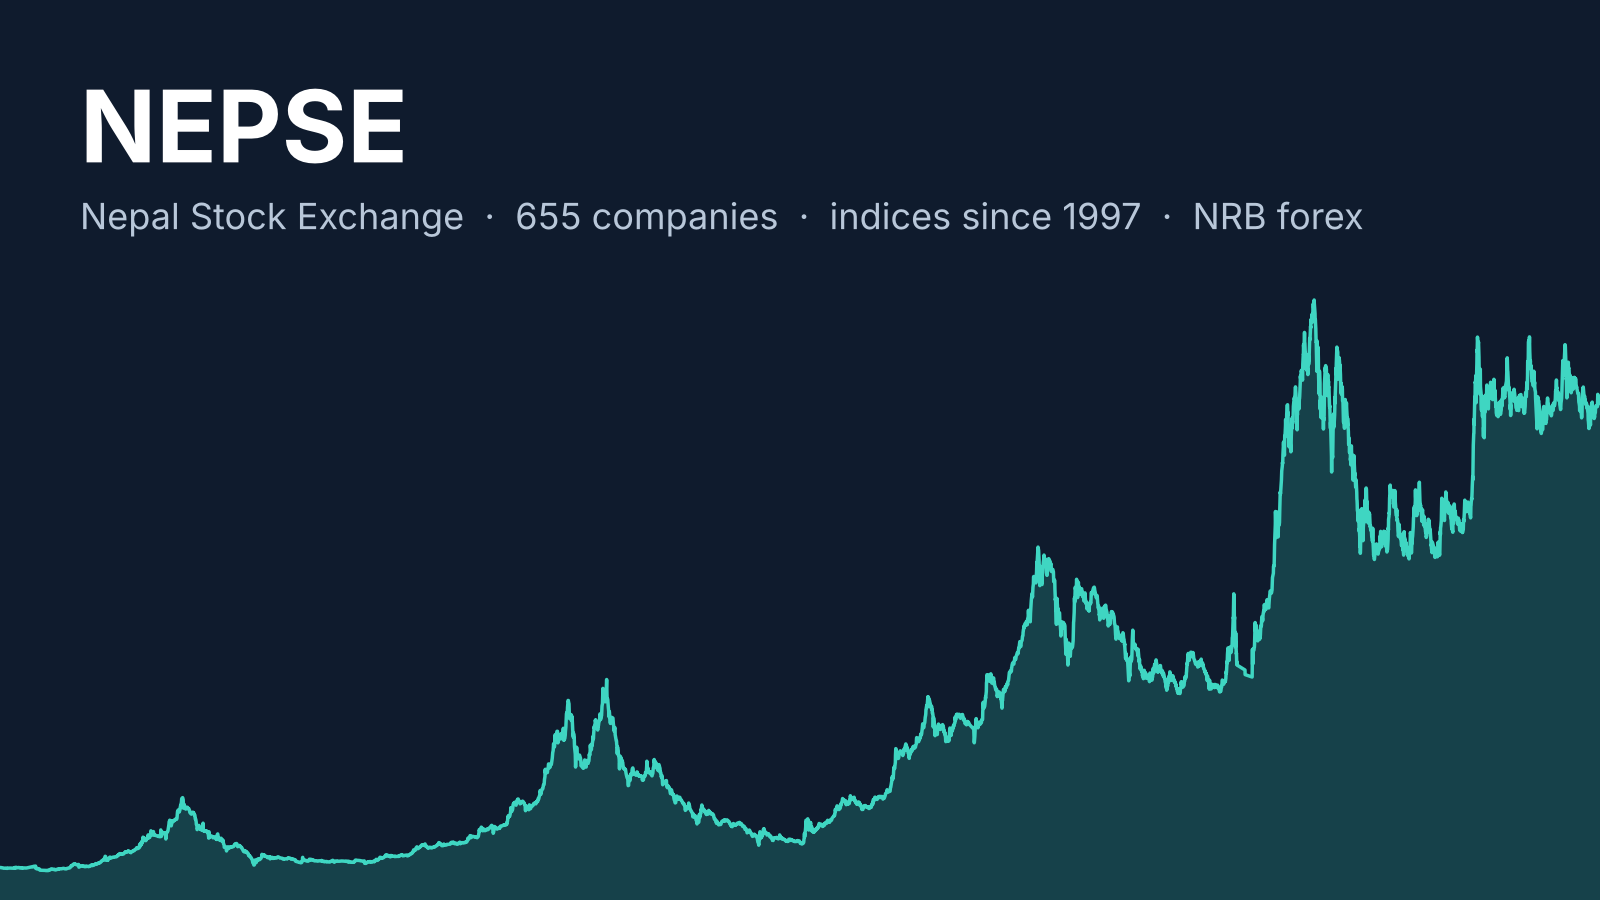 NEPSE
Nepal Stock Exchange · 655 companies · indices since 1997 · NRB forex